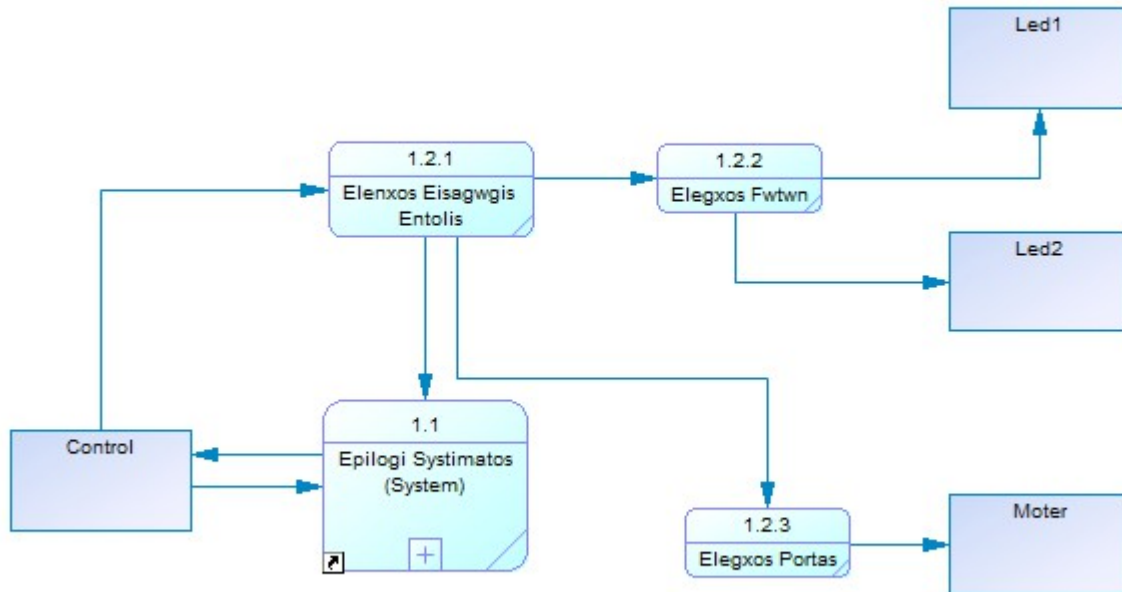 Led1
1.2.1
Elenxos Eisagwgis
Entolis
1.2.2
Elegxos Fwtwn
Led2
Control
1.1
Epilogi Systimatos
(System)
1.2.3
Elegxos Portas
Moter